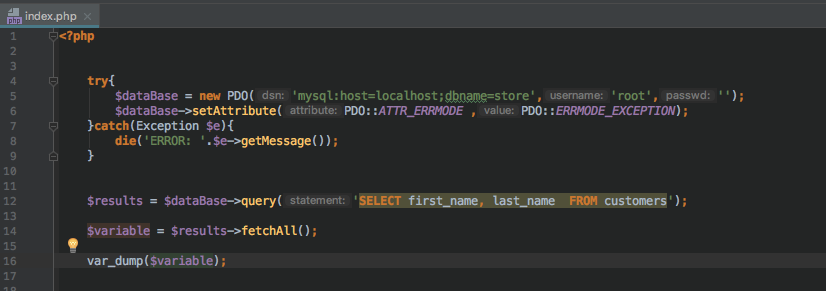 index.php
1 <?php
2
3
4 try{
5 $dataBase = new PDO( dsn: 'mysql:host=localhost;dbname=store', username: 'root', passwd: '');
6 $dataBase->setAttribute( attribute: PDO::ATTR_ERRMODE , value: PDO::ERRMODE_EXCEPTION);
7 }catch(Exception $e){
8 die('ERROR: '.$e->getMessage());
9 }
10
11
12 $results = $dataBase->query( statement: 'SELECT first_name, last_name  FROM customers');
13
14 $variable = $results->fetchAll();
15
16 var_dump($variable);
17
18